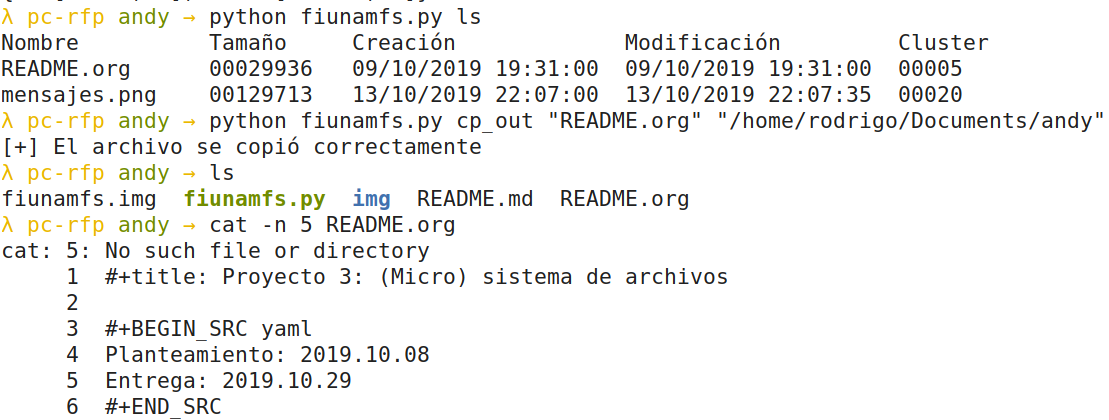 λ pc-rfp andy → python fiunamfs.py ls
Nombre Tamaño Creación Modificación Cluster
README.org 00029936 09/10/2019 19:31:00 09/10/2019 19:31:00 00005
mensajes.png 00129713 13/10/2019 22:07:00 13/10/2019 22:07:35 00020
λ pc-rfp andy → python fiunamfs.py cp_out "README.org" "/home/rodrigo/Documents/andy"
[+] El archivo se copió correctamente
λ pc-rfp andy → ls
fiunamfs.img fiunamfs.py img README.md README.org
λ pc-rfp andy → cat -n 5 README.org
cat: 5: No such file or directory
1 #+title: Proyecto 3: (Micro) sistema de archivos
2
3 #+BEGIN_SRC yaml
4 Planteamiento: 2019.10.08
5 Entrega: 2019.10.29
6 #+END_SRC